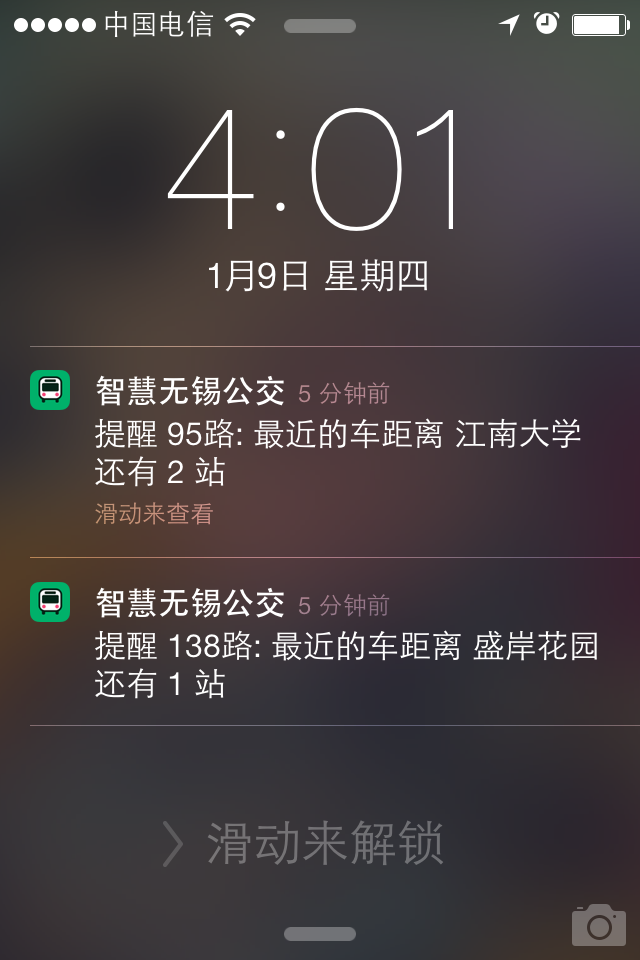 中国电信
4:01
1月9日 星期四
智慧无锡公交 5 分钟前
提醒 95路: 最近的车距离 江南大学
还有 2 站
滑动来查看
智慧无锡公交 5 分钟前
提醒 138路: 最近的车距离 盛岸花园
还有 1 站
滑动来解锁